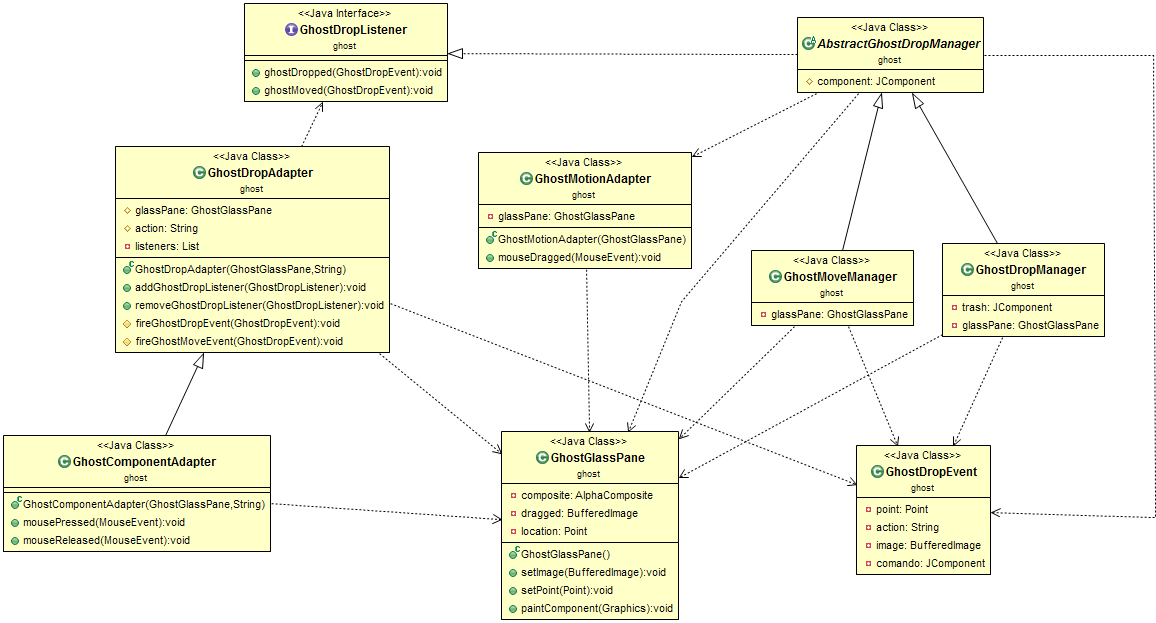 <<Java Interface>>
GhostDropListener
ghost
ghostDropped(GhostDropEvent):void
ghostMoved(GhostDropEvent):void
<<Java Class>>
AbstractGhostDropManager
ghost
component: JComponent
<<Java Class>>
GhostDropAdapter
ghost
glassPane: GhostGlassPane
action: String
listeners: List
GhostDropAdapter(GhostGlassPane,String)
addGhostDropListener(GhostDropListener):void
removeGhostDropListener(GhostDropListener):void
fireGhostDropEvent(GhostDropEvent):void
fireGhostMoveEvent(GhostDropEvent):void
<<Java Class>>
GhostMotionAdapter
ghost
glassPane: GhostGlassPane
GhostMotionAdapter(GhostGlassPane)
mouseDragged(MouseEvent):void
<<Java Class>>
GhostMoveManager
ghost
glassPane: GhostGlassPane
<<Java Class>>
GhostDropManager
ghost
trash: JComponent
glassPane: GhostGlassPane
<<Java Class>>
GhostComponentAdapter
ghost
GhostComponentAdapter(GhostGlassPane,String)
mousePressed(MouseEvent):void
mouseReleased(MouseEvent):void
<<Java Class>>
GhostGlassPane
ghost
composite: AlphaComposite
dragged: BufferedImage
location: Point
GhostGlassPane()
setImage(BufferedImage):void
setPoint(Point):void
paintComponent(Graphics):void
<<Java Class>>
GhostDropEvent
ghost
point: Point
action: String
image: BufferedImage
comando: JComponent